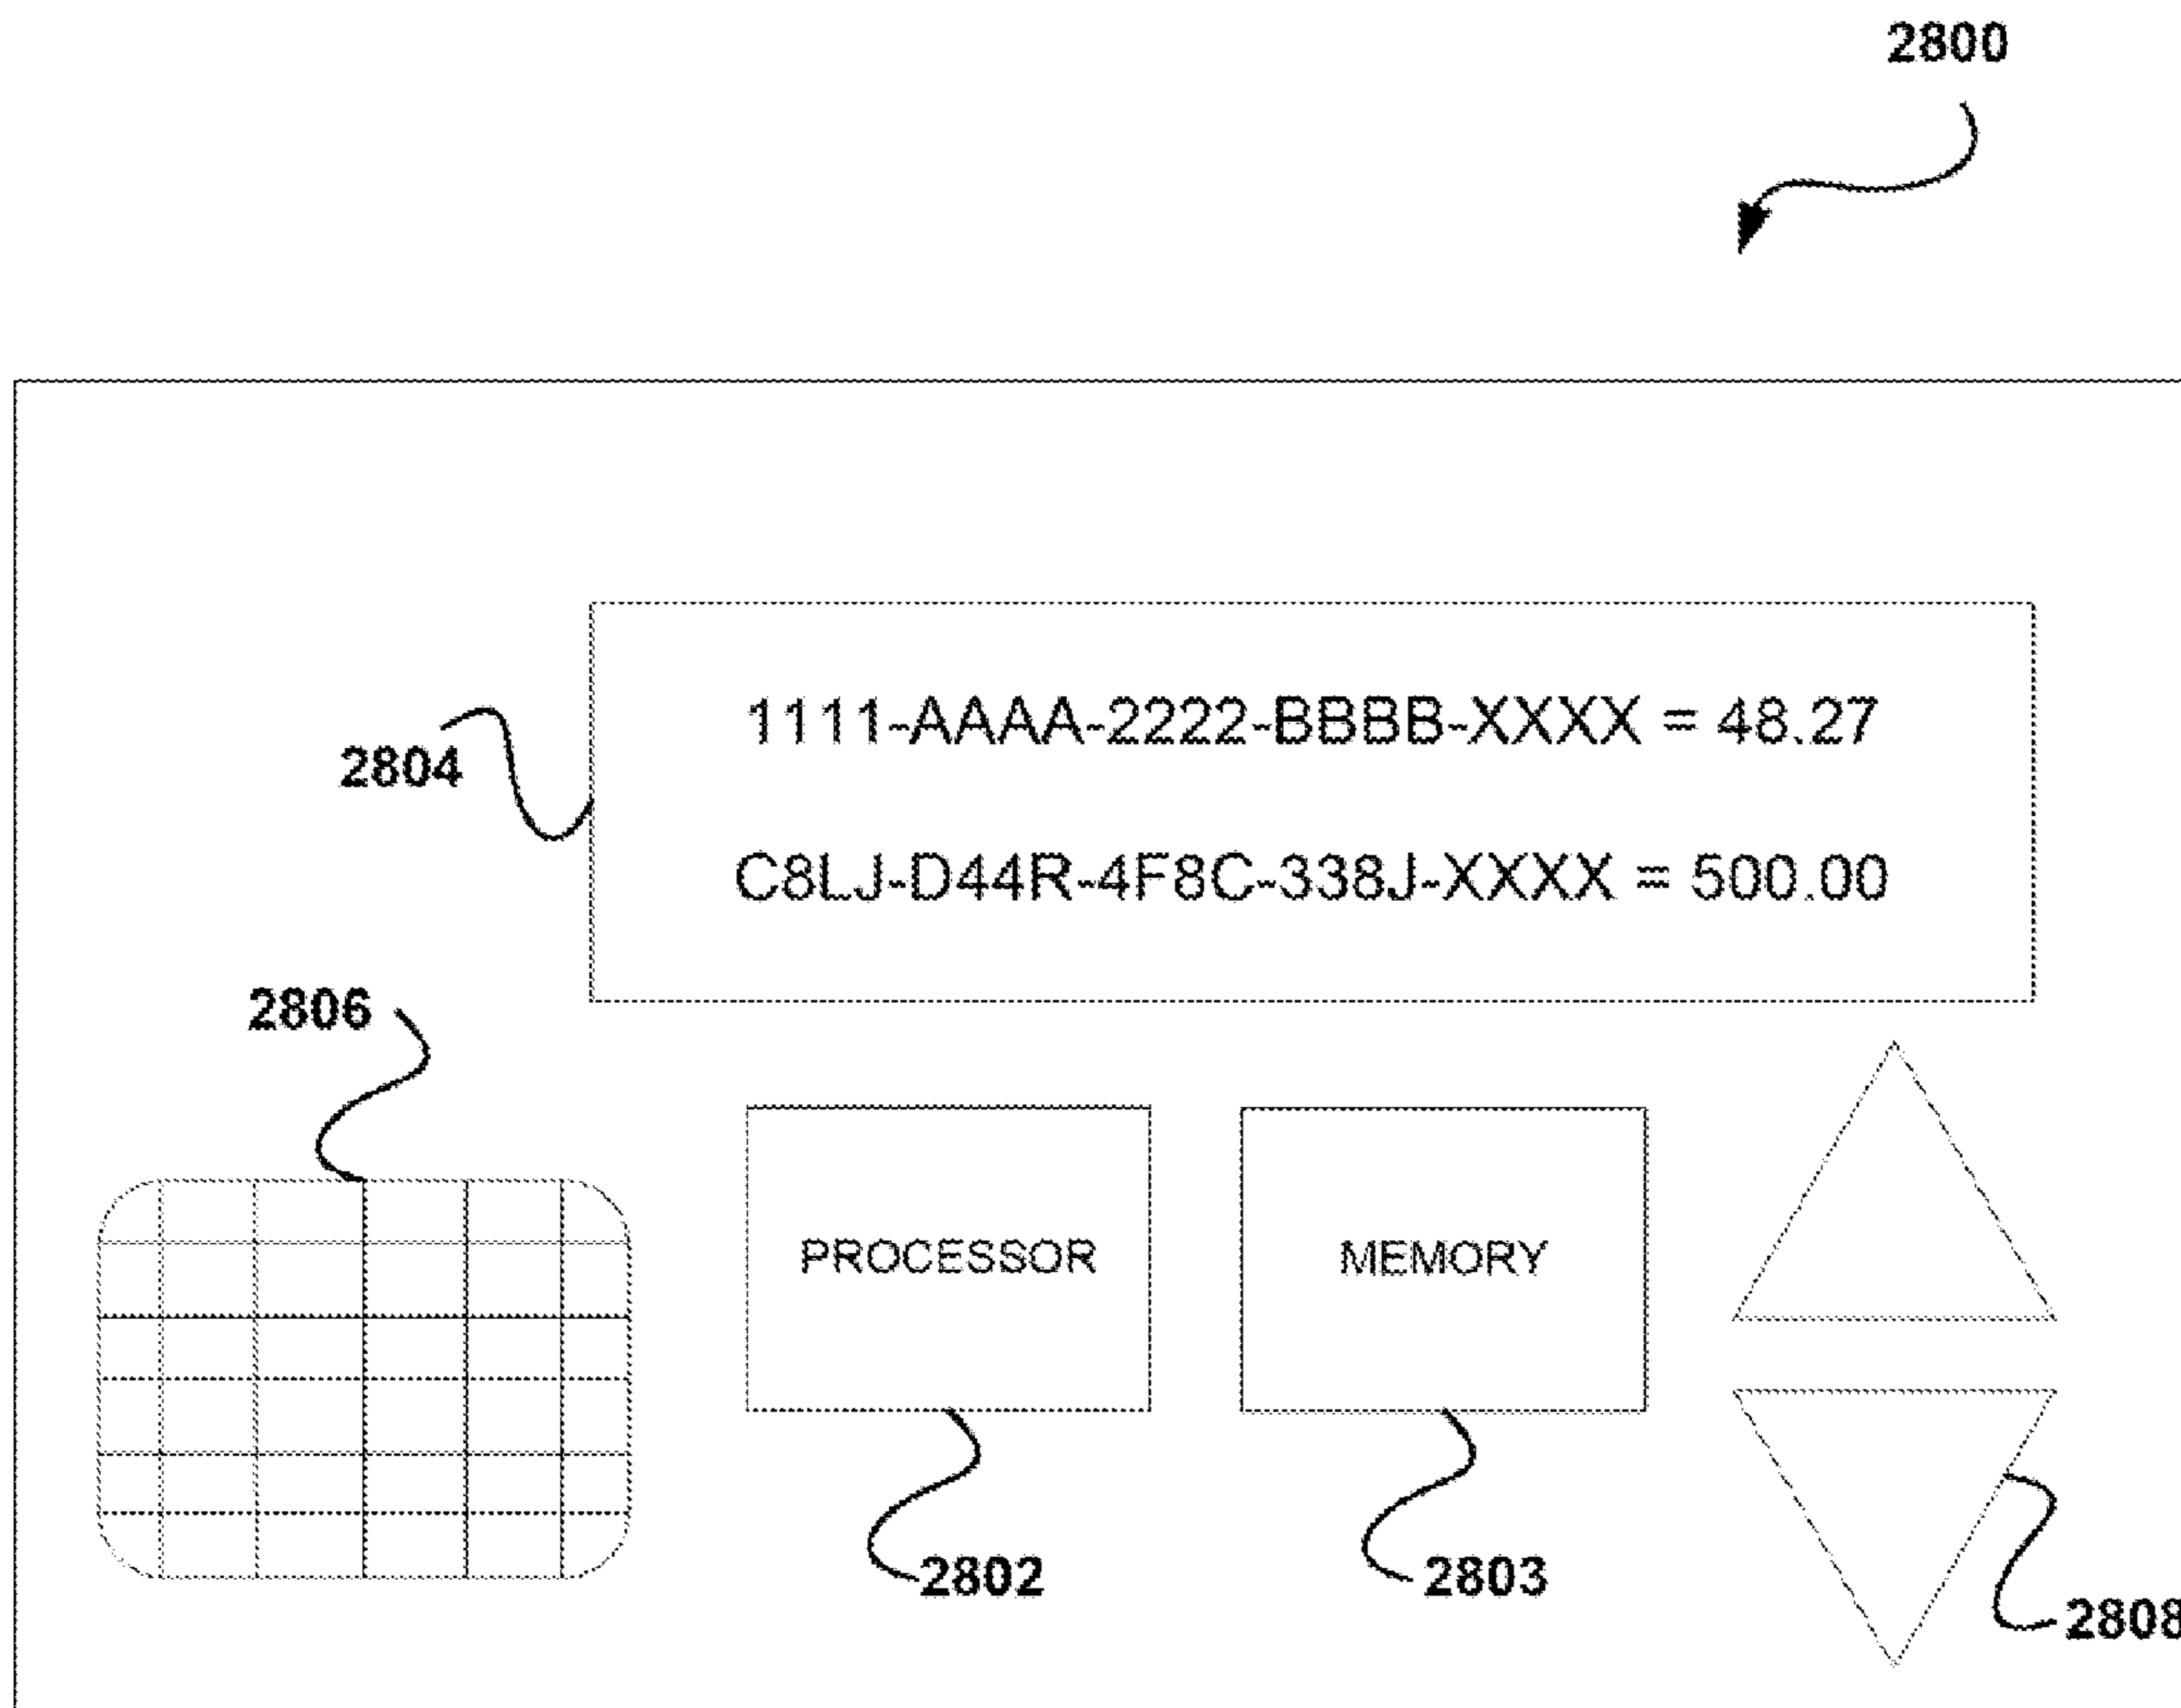 2800
1111-AAAA-2222-BBBB-XXXX = 48.27
2804
C8LJ-D44R-4F8C-338J-XXXX = 500.00
2806
PROCESSOR
MEMORY
2802
2803
2808